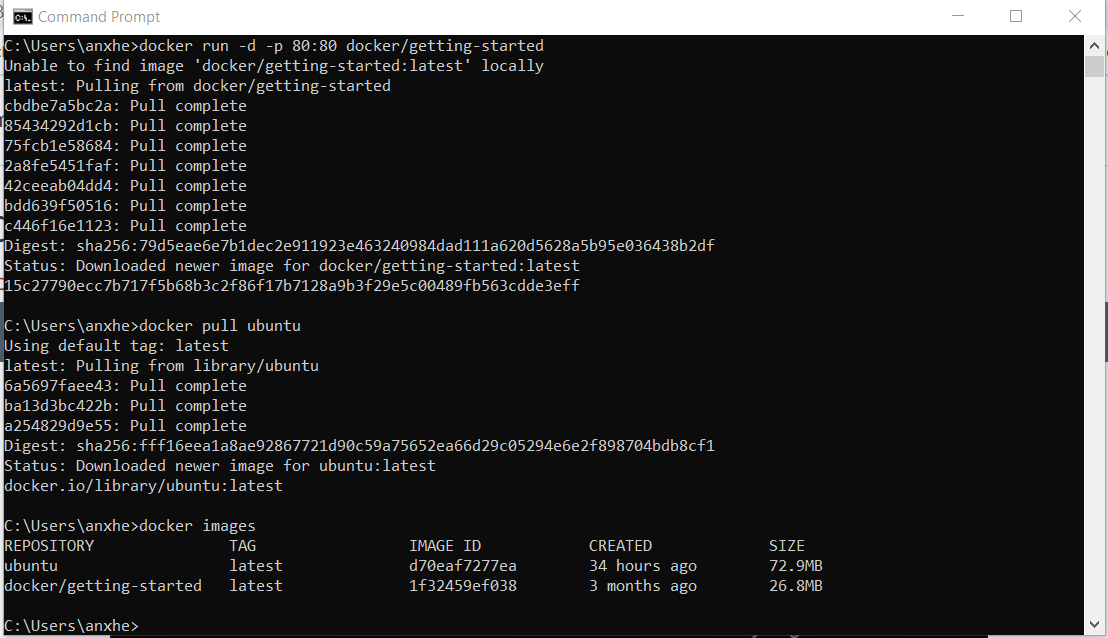 Command Prompt
C:\Users\anxhe>docker run -d -p 80:80 docker/getting-started
Unable to find image 'docker/getting-started:latest' locally
latest: Pulling from docker/getting-started
cbdbe7a5bc2a: Pull complete
85434292d1cb: Pull complete
75fcb1e58684: Pull complete
2a8fe5451faf: Pull complete
42ceeab04dd4: Pull complete
bdd639f50516: Pull complete
c446f16e1123: Pull complete
Digest: sha256:79d5eae6e7b1dec2e911923e463240984dad111a620d5628a5b95e036438b2df
Status: Downloaded newer image for docker/getting-started:latest
15c27790ecc7b717f5b68b3c2f86f17b7128a9b3f29e5c00489fb563cdde3eff
C:\Users\anxhe>docker pull ubuntu
Using default tag: latest
latest: Pulling from library/ubuntu
6a5697faee43: Pull complete
ba13d3bc422b: Pull complete
a254829d9e55: Pull complete
Digest: sha256:fff16eea1a8ae92867721d90c59a75652ea66d29c05294e6e2f898704bdb8cf1
Status: Downloaded newer image for ubuntu:latest
docker.io/library/ubuntu:latest
C:\Users\anxhe>docker images
REPOSITORY TAG IMAGE ID CREATED SIZE
ubuntu latest d70eaf7277ea 34 hours ago 72.9MB
docker/getting-started latest 1f32459ef038 3 months ago 26.8MB
C:\Users\anxhe>